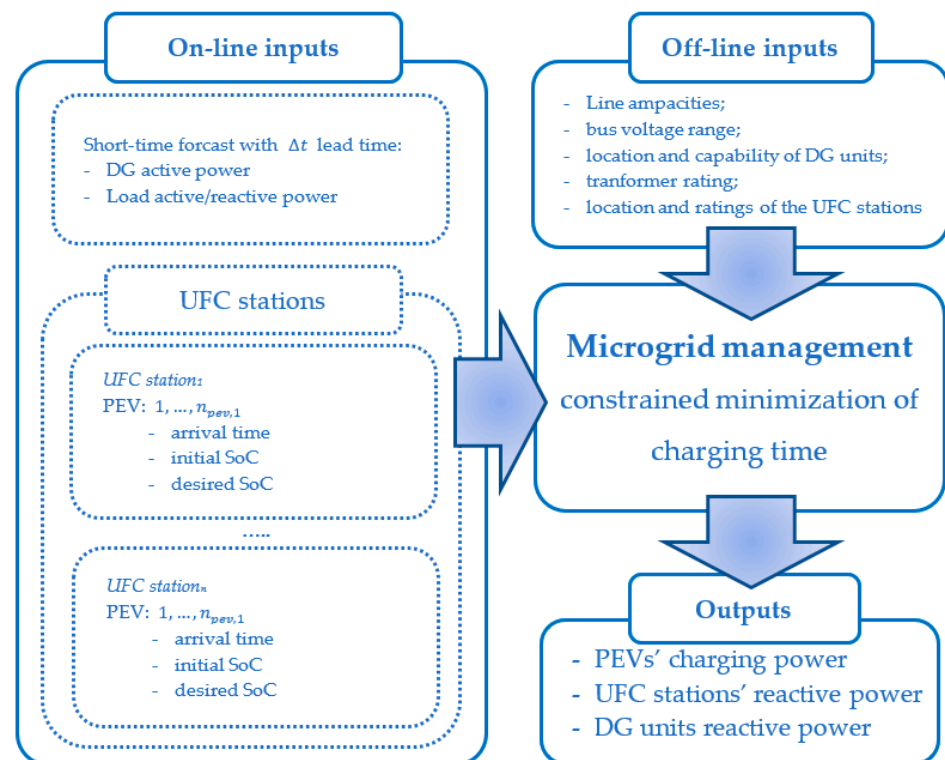 On-line inputs
Short-time forcast with Δt lead time:
- DG active power
- Load active/reactive power
UFC stations
UFC station₁
PEV: 1, …, n_{pev,1}
- arrival time
- initial SoC
- desired SoC
.....
UFC stationₙ
PEV: 1, …, n_{pev,1}
- arrival time
- initial SoC
- desired SoC
Off-line inputs
- Line ampacities;
- bus voltage range;
- location and capability of DG units;
- tranformer rating;
- location and ratings of the UFC stations
Microgrid management
constrained minimization of
charging time
Outputs
- PEVs’ charging power
- UFC stations’ reactive power
- DG units reactive power